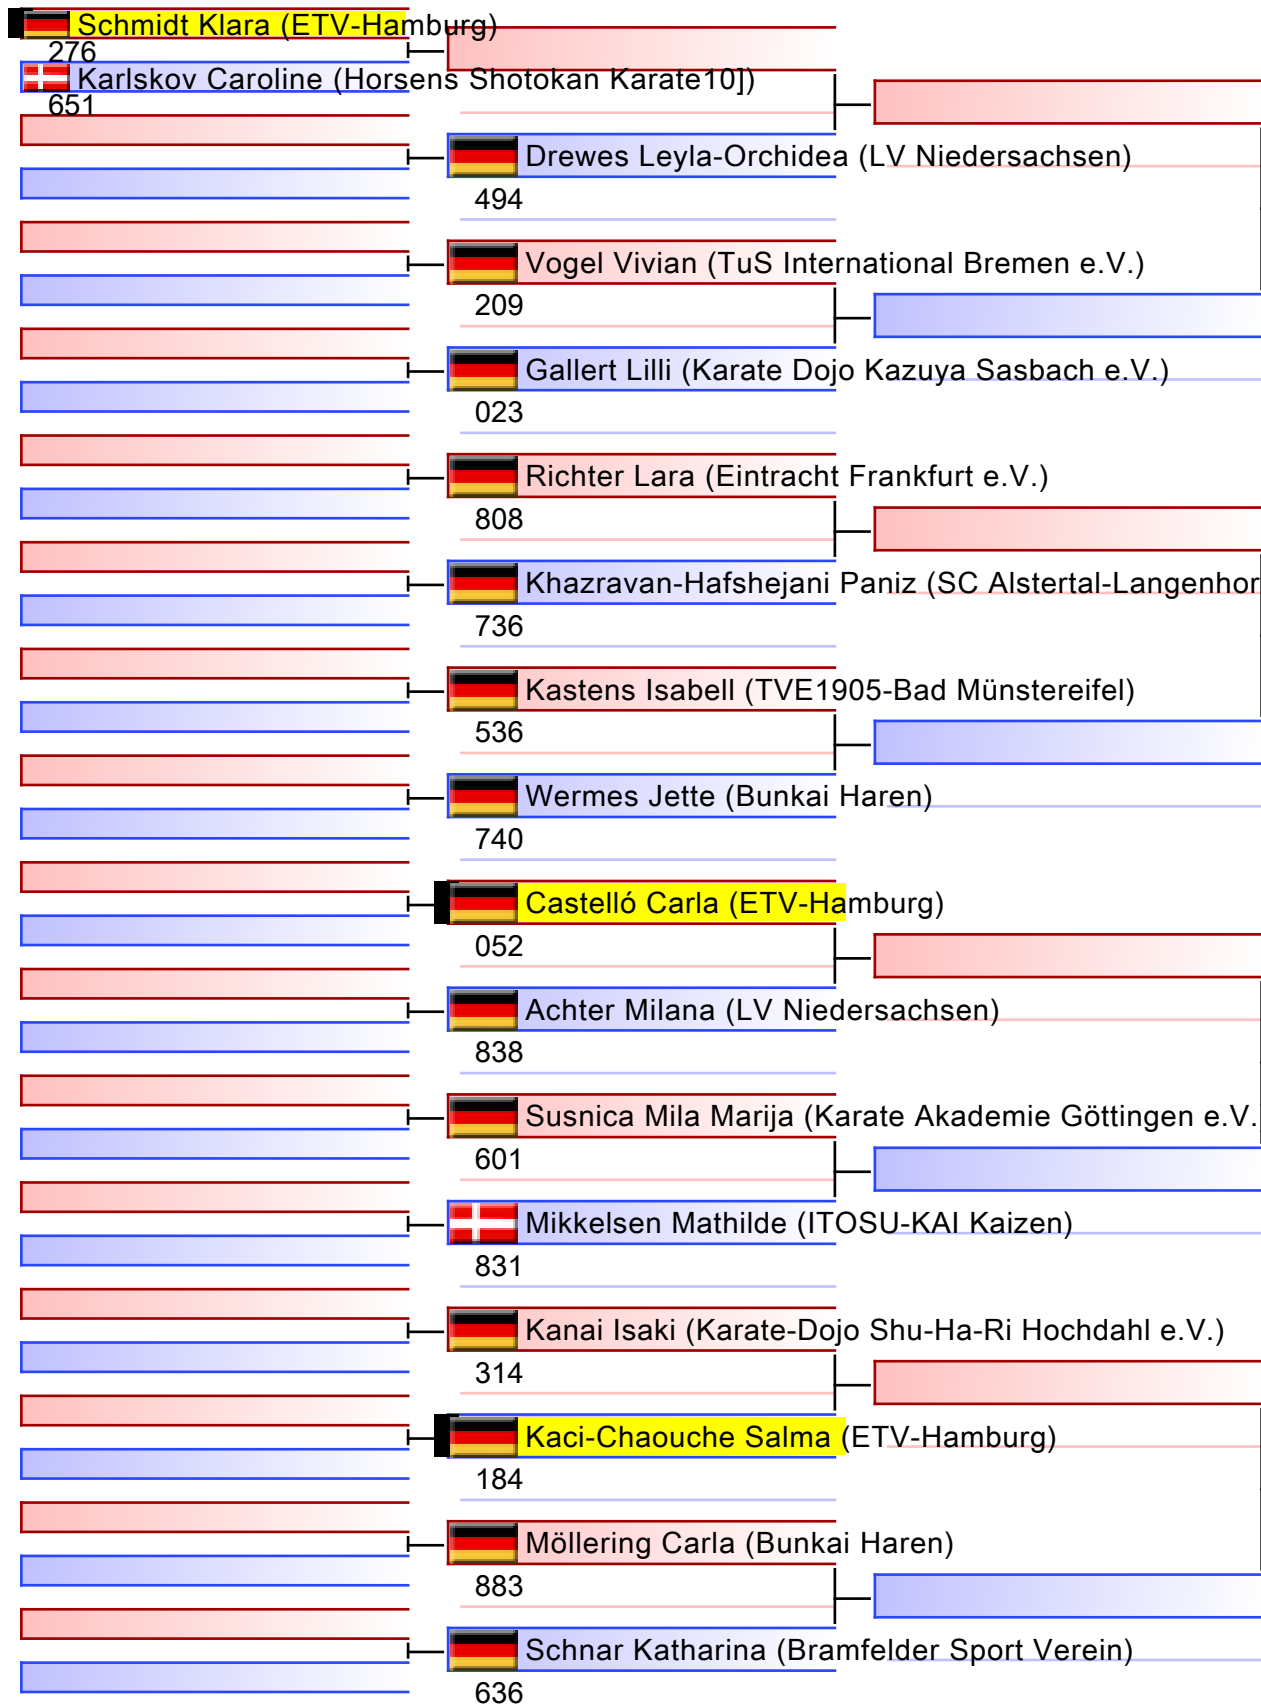 Schmidt Klara (ETV-Hamburg)
276
Karlskov Caroline (Horsens Shotokan Karate10])
651
Drewes Leyla-Orchidea (LV Niedersachsen)
494
Vogel Vivian (TuS International Bremen e.V.)
209
Gallert Lilli (Karate Dojo Kazuya Sasbach e.V.)
023
Richter Lara (Eintracht Frankfurt e.V.)
808
Khazravan-Hafshejani Paniz (SC Alstertal-Langenhor
736
Kastens Isabell (TVE1905-Bad Münstereifel)
536
Wermes Jette (Bunkai Haren)
740
Castelló Carla (ETV-Hamburg)
052
Achter Milana (LV Niedersachsen)
838
Susnica Mila Marija (Karate Akademie Göttingen e.V.
601
Mikkelsen Mathilde (ITOSU-KAI Kaizen)
831
Kanai Isaki (Karate-Dojo Shu-Ha-Ri Hochdahl e.V.)
314
Kaci-Chaouche Salma (ETV-Hamburg)
184
Möllering Carla (Bunkai Haren)
883
Schnar Katharina (Bramfelder Sport Verein)
636